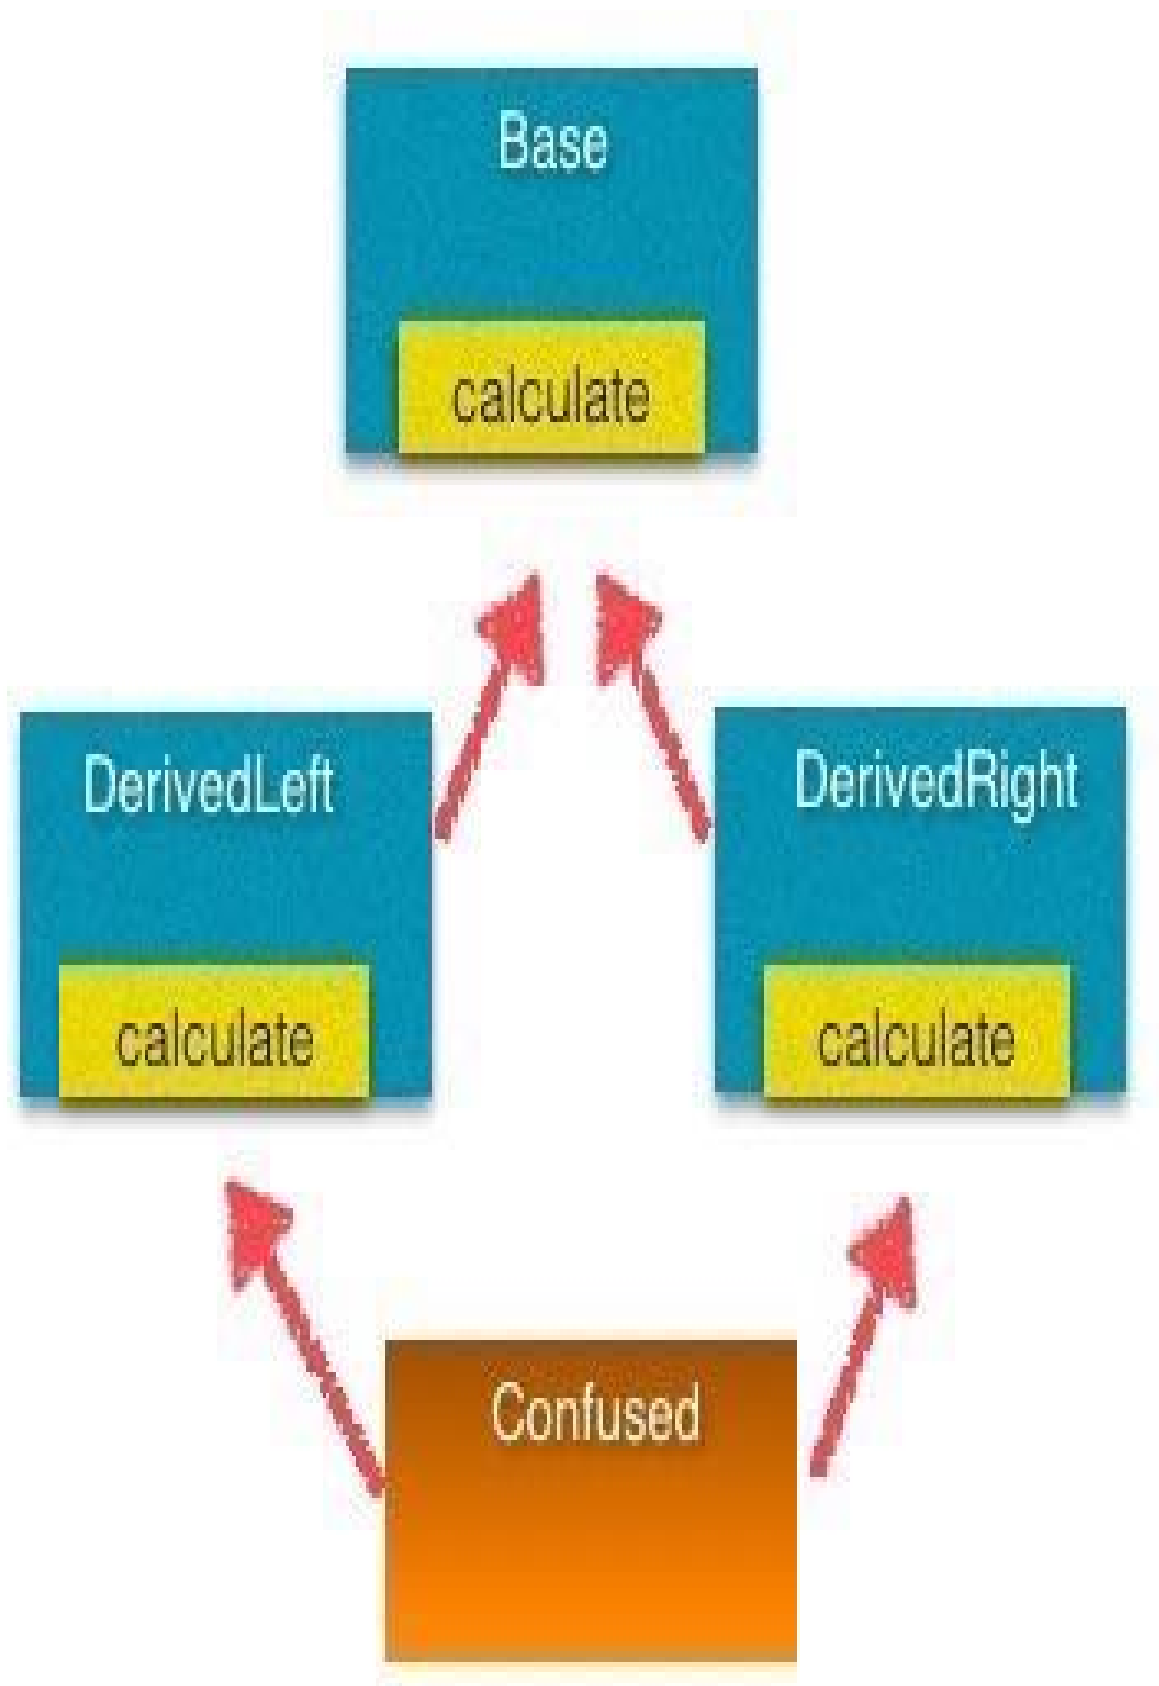 Base
calculate
DerivedLeft
DerivedRight
calculate
calculate
Confused